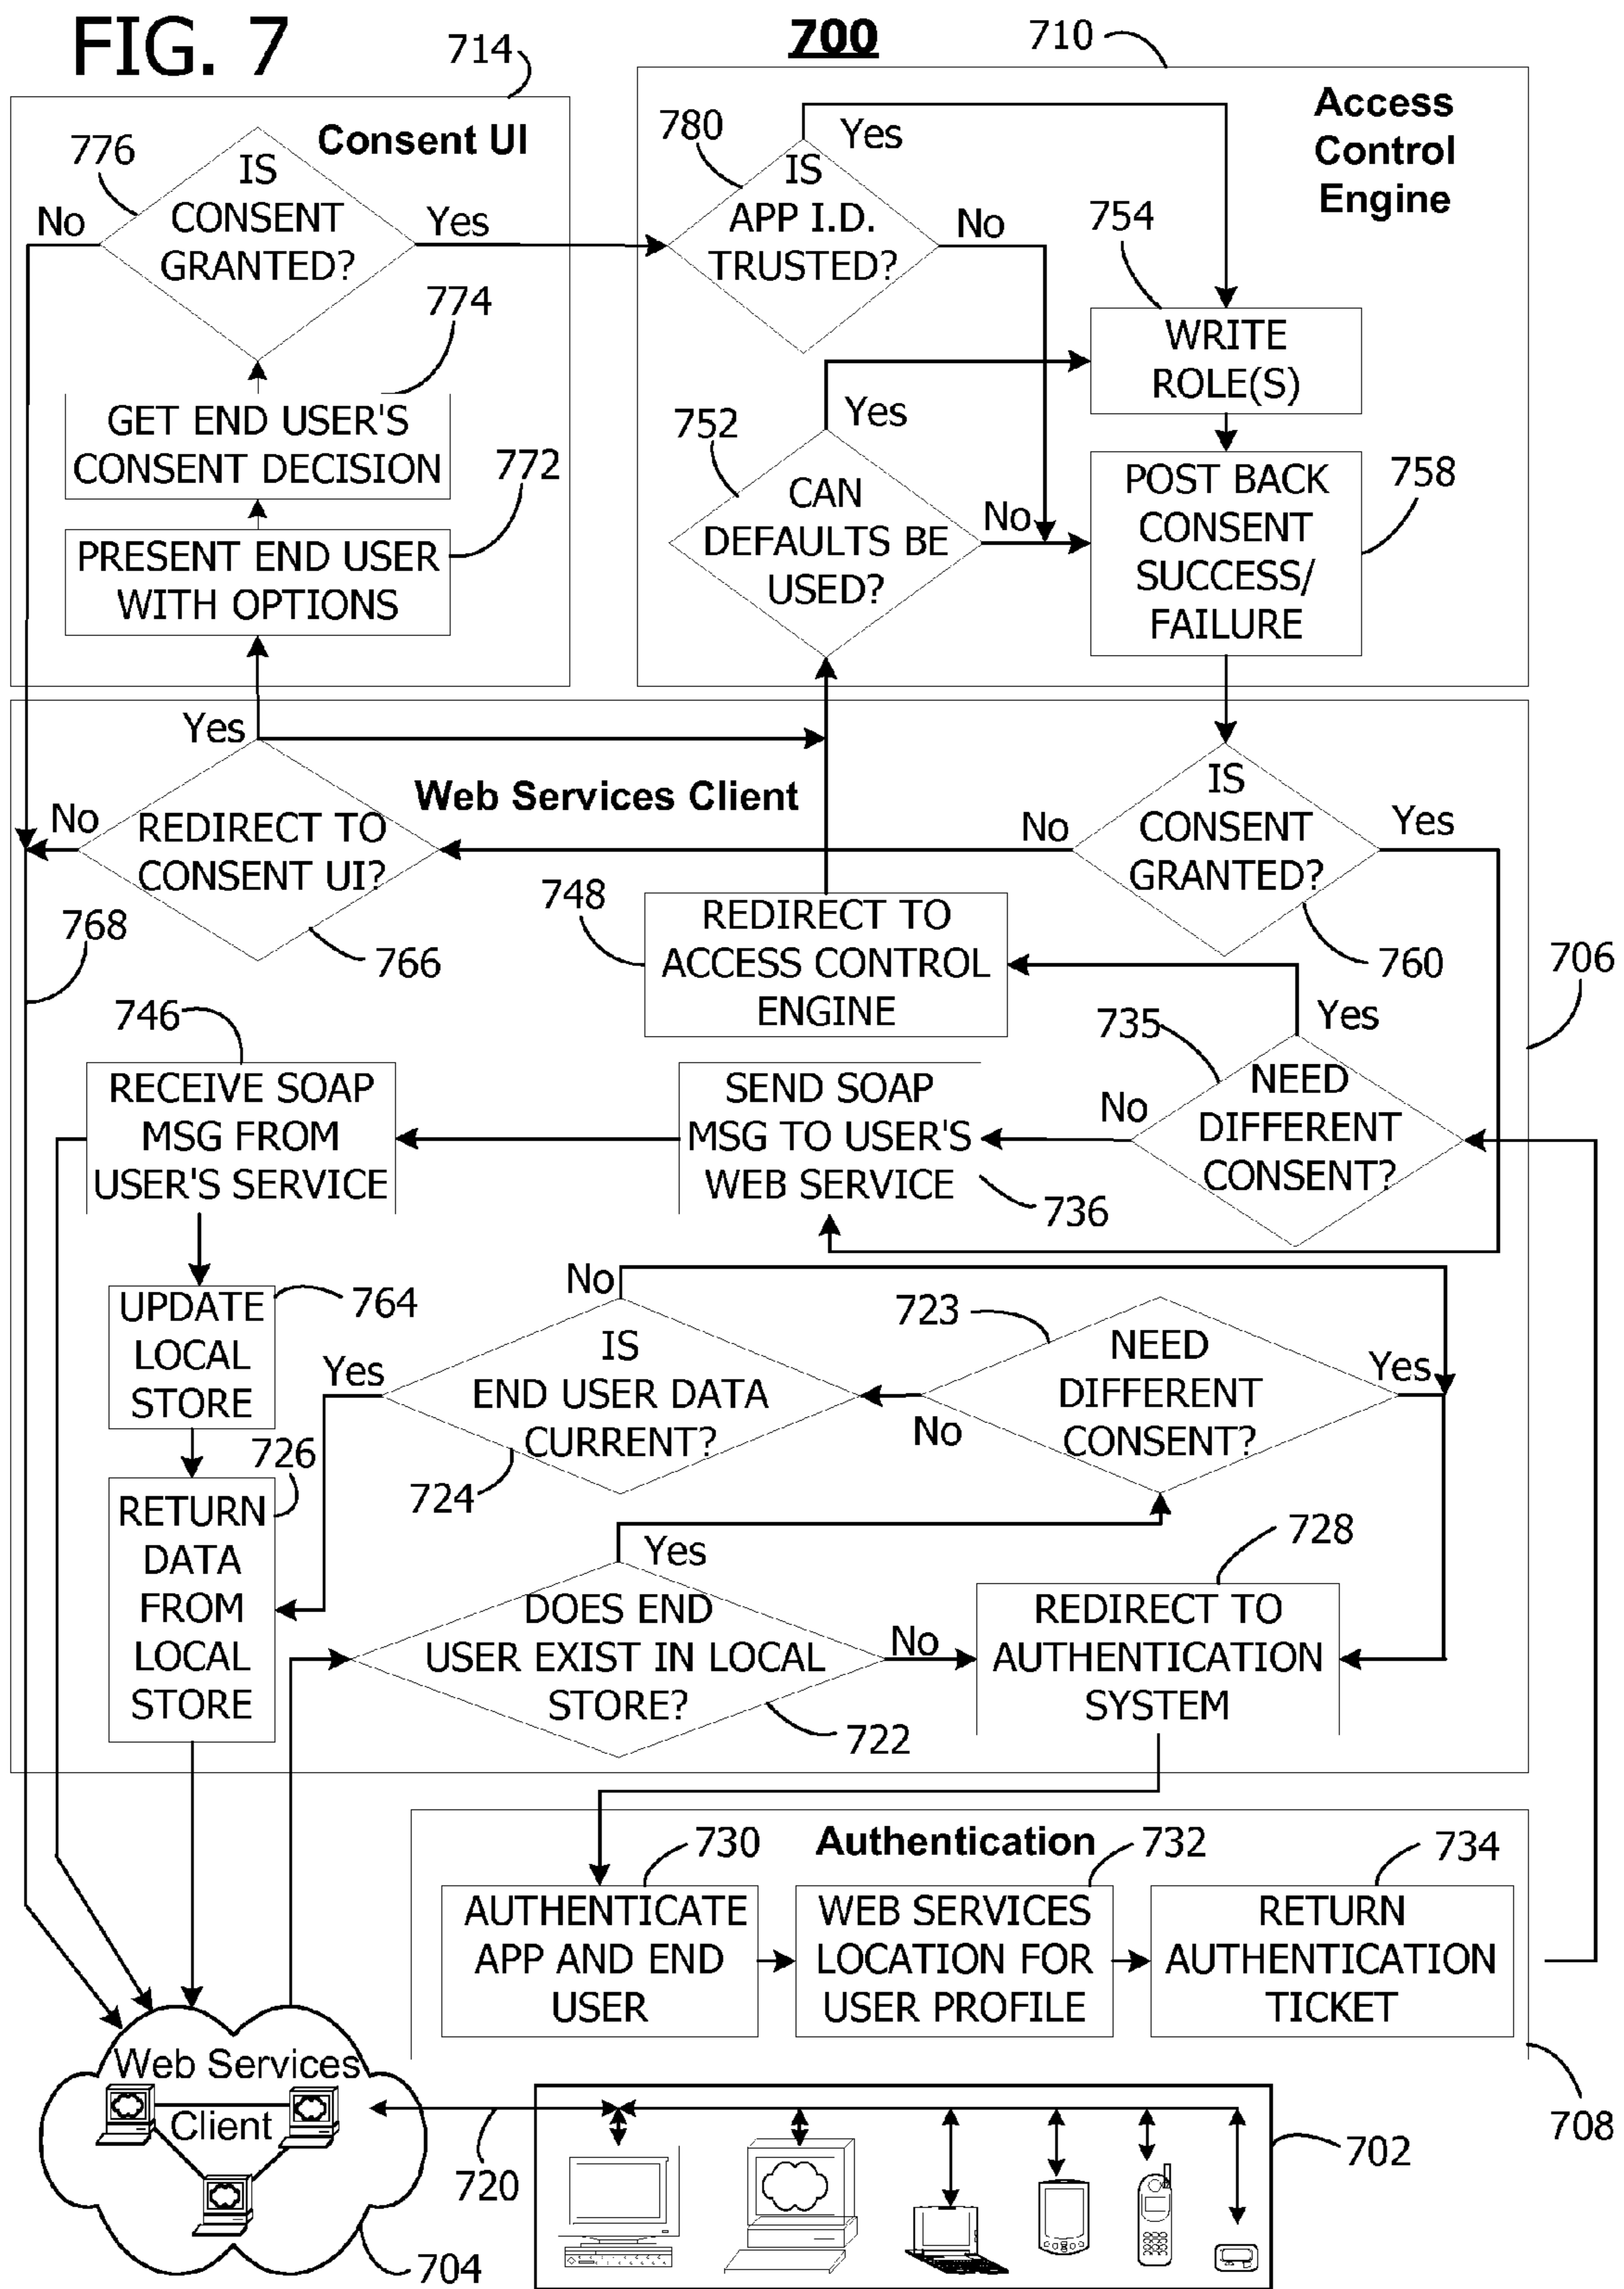 FIG. 7
700
714
710
Consent UI
776
IS
CONSENT
GRANTED?
No
Yes
774
GET END USER'S
CONSENT DECISION
772
PRESENT END USER
WITH OPTIONS
Access
Control
Engine
780
IS
APP I.D.
TRUSTED?
Yes
No
754
WRITE
ROLE(S)
752
CAN
DEFAULTS BE
USED?
Yes
No
POST BACK
CONSENT
SUCCESS/
FAILURE
758
Yes
Web Services Client
No
REDIRECT TO
CONSENT UI?
768
766
IS
CONSENT
GRANTED?
No
Yes
760
706
748
REDIRECT TO
ACCESS CONTROL
ENGINE
735
Yes
NEED
DIFFERENT
CONSENT?
No
746
RECEIVE SOAP
MSG FROM
USER'S SERVICE
SEND SOAP
MSG TO USER'S
WEB SERVICE
736
UPDATE
LOCAL
STORE
764
No
IS
END USER DATA
CURRENT?
Yes
724
723
NEED
DIFFERENT
CONSENT?
Yes
No
726
RETURN
DATA
FROM
LOCAL
STORE
Yes
DOES END
USER EXIST IN LOCAL
STORE?
No
722
728
REDIRECT TO
AUTHENTICATION
SYSTEM
Authentication
730
AUTHENTICATE
APP AND END
USER
732
WEB SERVICES
LOCATION FOR
USER PROFILE
734
RETURN
AUTHENTICATION
TICKET
708
Web Services
Client
720
702
704